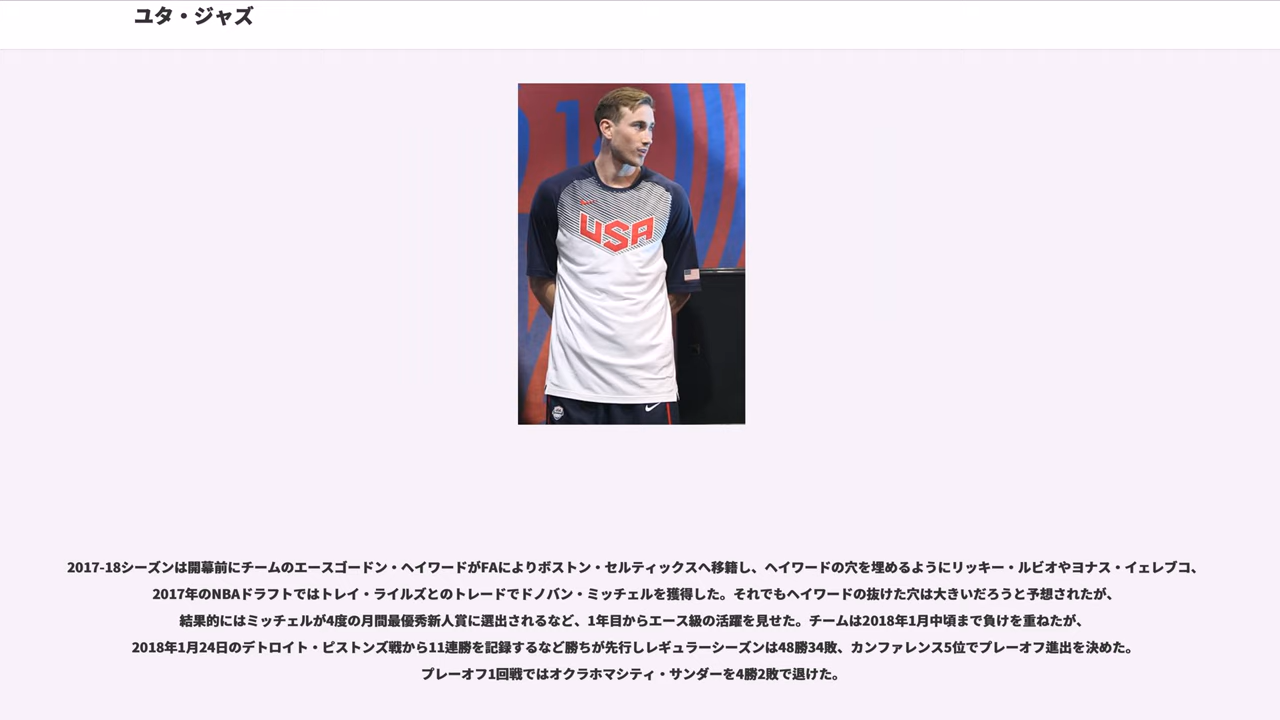 ユタ・ジャズ
USA
2017-18シーズンは開幕前にチームのエースゴードン・ヘイワードがFAによりボストン・セルティックスへ移籍し、ヘイワードの穴を埋めるようにリッキー・ルビオやヨナス・イェレブコ、
2017年のNBAドラフトではトレイ・ライルズとのトレードでドノバン・ミッチェルを獲得した。それでもヘイワードの抜けた穴は大きいだろうと予想されたが、
結果的にはミッチェルが4度の月間最優秀新人賞に選出されるなど、1年目からエース級の活躍を見せた。チームは2018年1月中頃まで負けを重ねたが、
2018年1月24日のデトロイト・ピストンズ戦から11連勝を記録するなど勝ちが先行しレギュラーシーズンは48勝34敗、カンファレンス5位でプレーオフ進出を決めた。
プレーオフ1回戦ではオクラホマシティ・サンダーを4勝2敗で退けた。